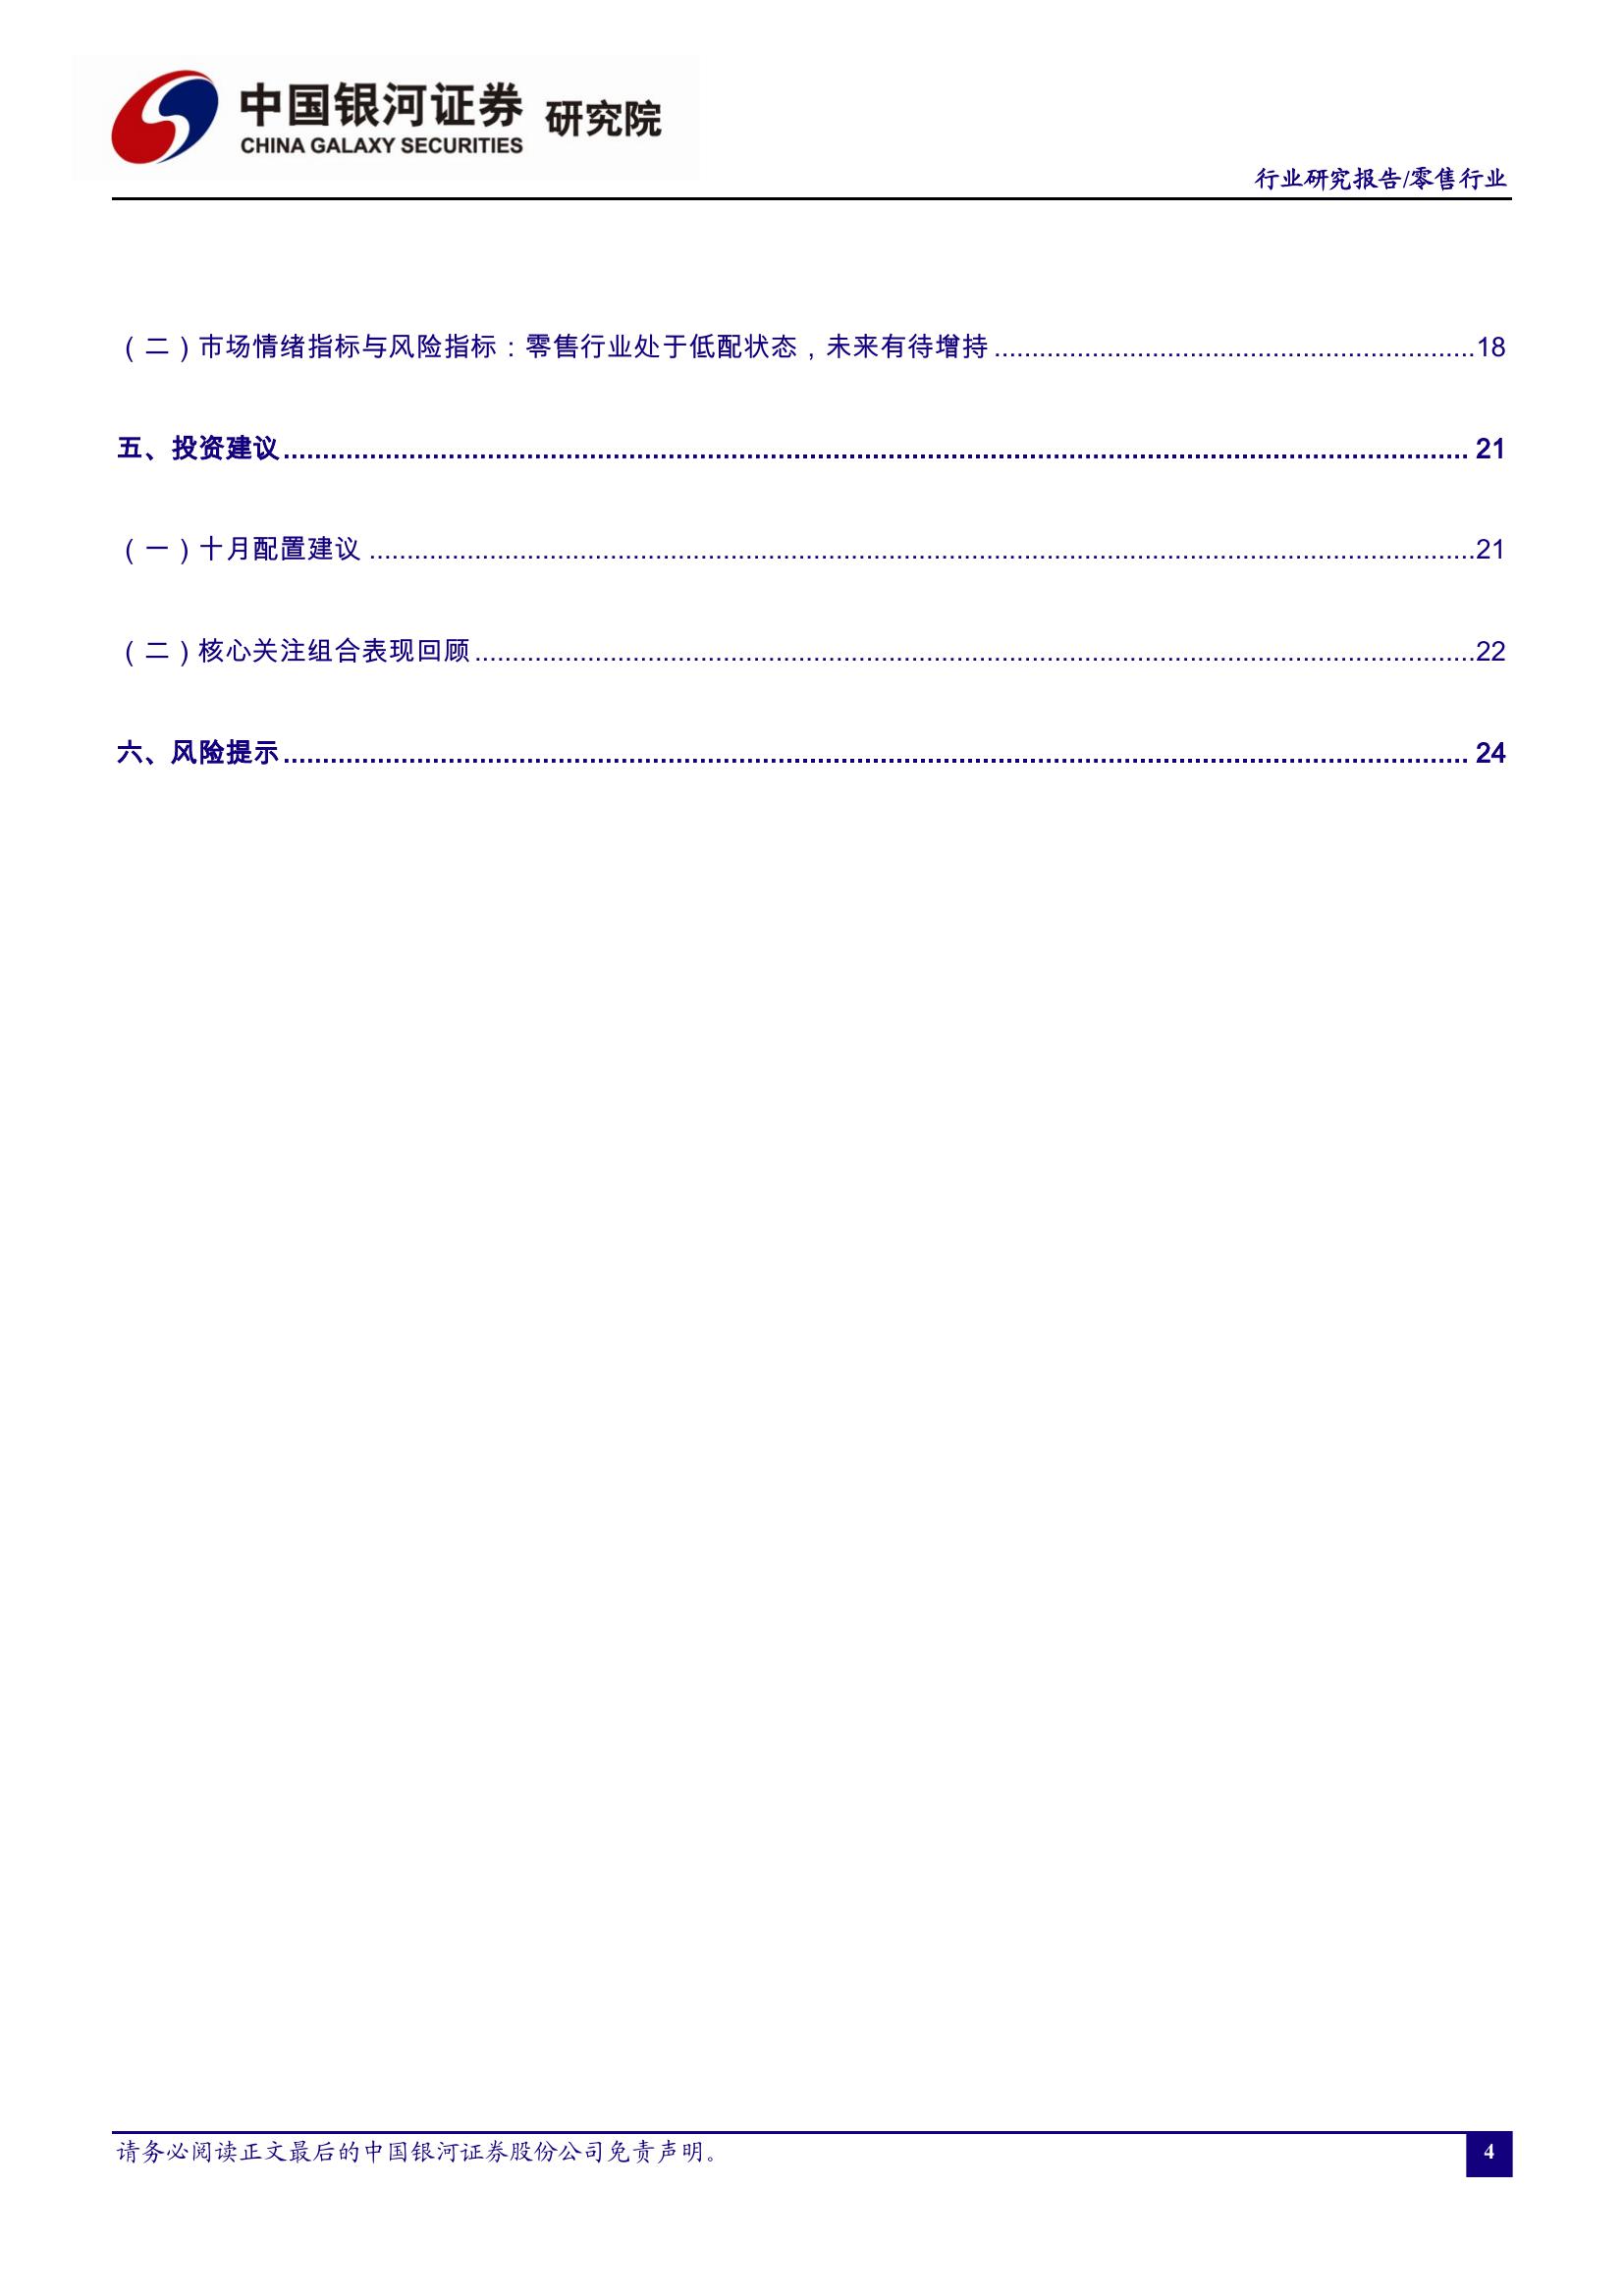 中国银河证券 研究院
CHINA GALAXY SECURITIES
行业研究报告/零售行业
（二）市场情绪指标与风险指标：零售行业处于低配状态，未来有待增持................................................................18
五、投资建议........................................................................................................................................................ 21
（一）十月配置建议 ....................................................................................................................................................21
（二）核心关注组合表现回顾......................................................................................................................................22
六、风险提示........................................................................................................................................................ 24
请务必阅读正文最后的中国银河证券股份公司免责声明。
4